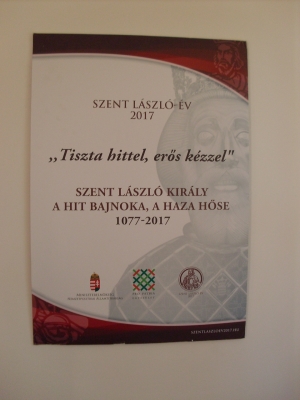 SZENT LÁSZLÓ-ÉV
2017
,,Tiszta hittel, erős kézzel"
SZENT LÁSZLÓ KIRÁLY
A HIT BAJNOKA, A HAZA HŐSE
1077-2017